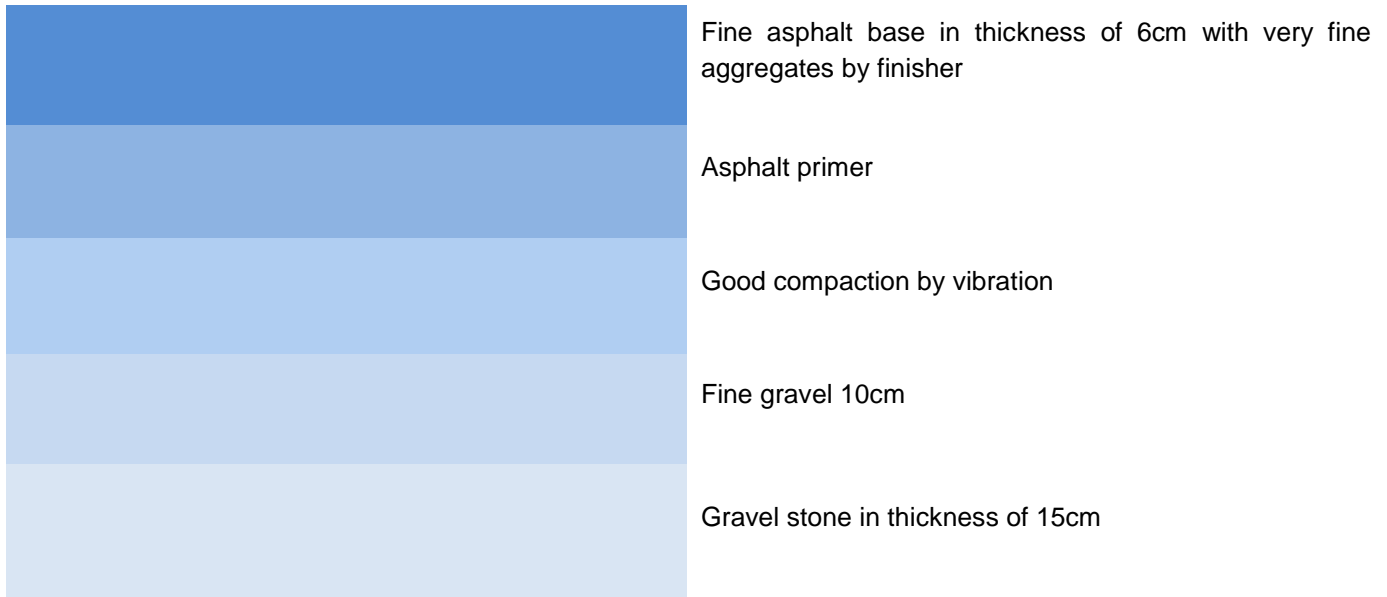 Fine asphalt base in thickness of 6cm with very fine
aggregates by finisher
Asphalt primer
Good compaction by vibration
Fine gravel 10cm
Gravel stone in thickness of 15cm